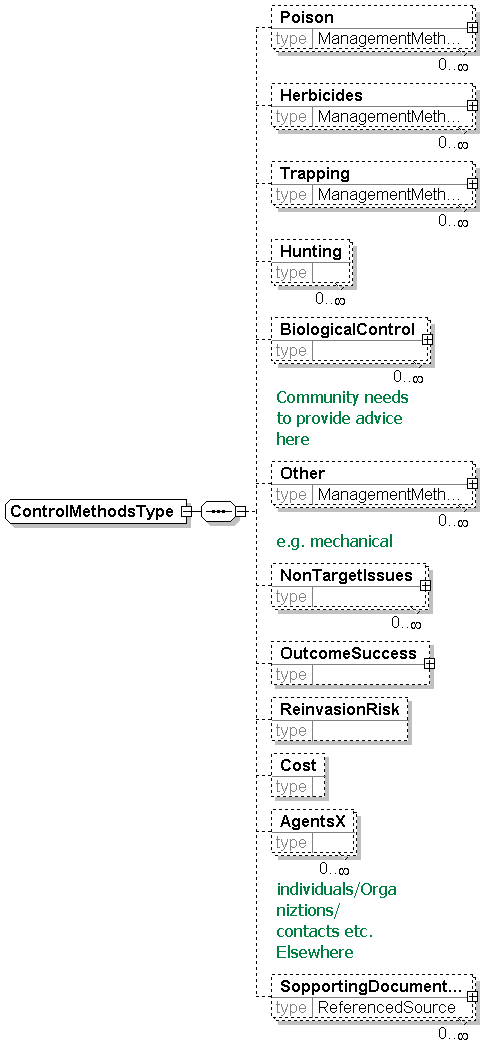 Poison
type ManagementMeth...
0..∞
Herbicides
type ManagementMeth...
0..∞
Trapping
type ManagementMeth...
0..∞
Hunting
type
0..∞
BiologicalControl
type
0..∞
Community needs
to provide advice
here
Other
type ManagementMeth...
0..∞
e.g. mechanical
ControlMethodsType
NonTargetIssues
type
0..∞
OutcomeSuccess
type
ReinvasionRisk
type
Cost
type
AgentsX
type
0..∞
individuals/Orga
niztions/
contacts etc.
Elsewhere
SopportingDocument...
type ReferencedSource
0..∞